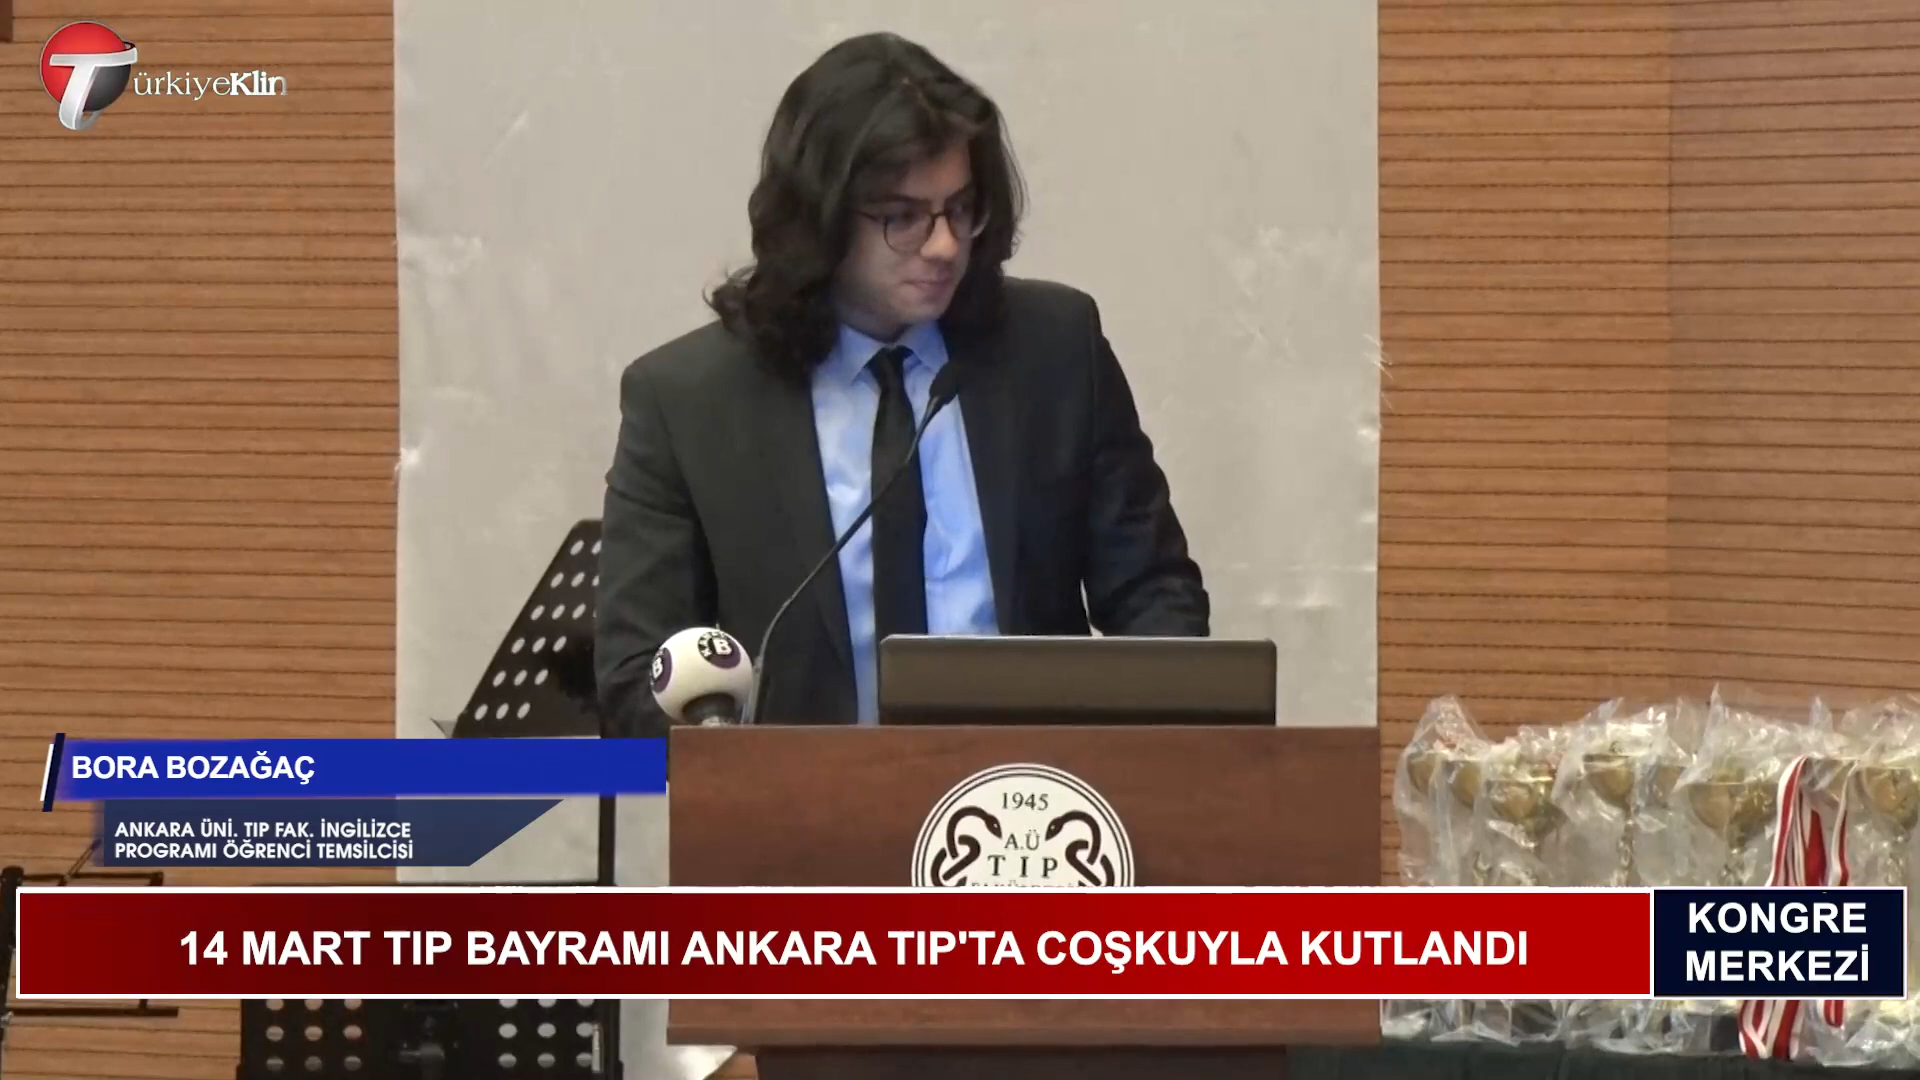 TürkiyeKlin
BORA BOZAĞAÇ
ANKARA ÜNİ. TIP FAK. İNGİLİZCE
PROGRAMI ÖĞRENCİ TEMSİLCİSİ
B
B
1945
A.Ü
TIP
14 MART TIP BAYRAMI ANKARA TIP'TA COŞKUYLA KUTLANDI
KONGRE
MERKEZİ